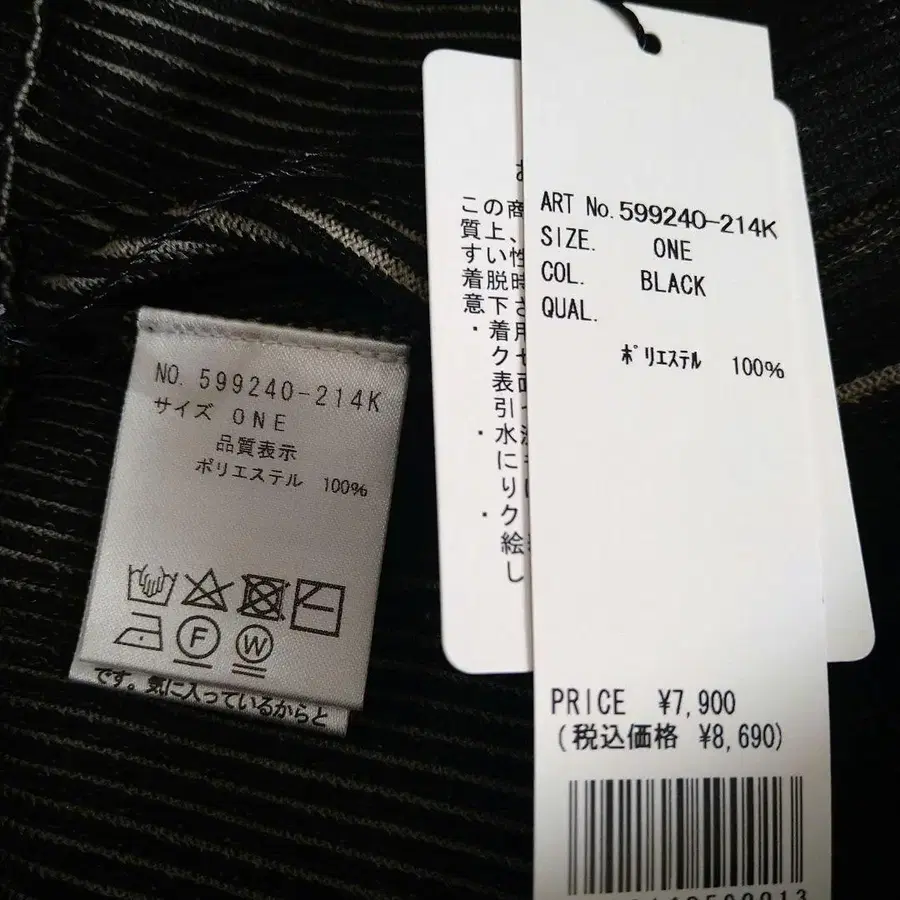 ART No. 599240-214K
SIZE. ONE
COL. BLACK
QUAL.
ﾎﾟﾘｴｽﾃﾙ 100%
PRICE ¥7,900
(税込価格 ¥8,690)
この商
質上、
すい性
着脱時
意下さ
・着用
クセ
表面
引っ
・水
に
り
・ク
絵
し
NO. 599240-214K
サイズ ONE
品質表示
ポリエステル 100%
F
W
です。気に入っているからと